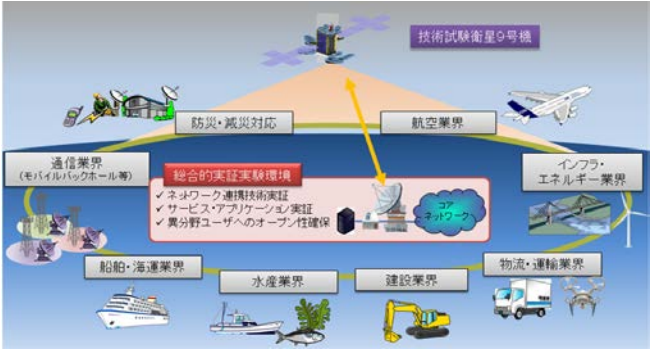 技術試験衛星9号機
防災・減災対応
航空業界
通信業界
(モバイルバックホール等)
総合的実証実験環境
✓ ネットワーク連携技術実証
✓ サービス・アプリケーション実証
✓ 異分野ユーザへのオープン性確保
コア
ネットワーク
インフラ・
エネルギー業界
船舶・海運業界
水産業界
建設業界
物流・運輸業界